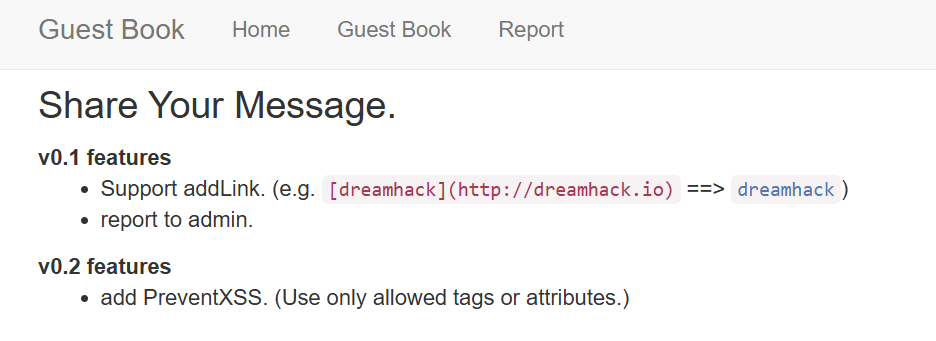 Guest Book Home Guest Book Report
Share Your Message.
v0.1 features
Support addLink. (e.g. [dreamhack](http://dreamhack.io) ==> dreamhack )
report to admin.
v0.2 features
add PreventXSS. (Use only allowed tags or attributes.)